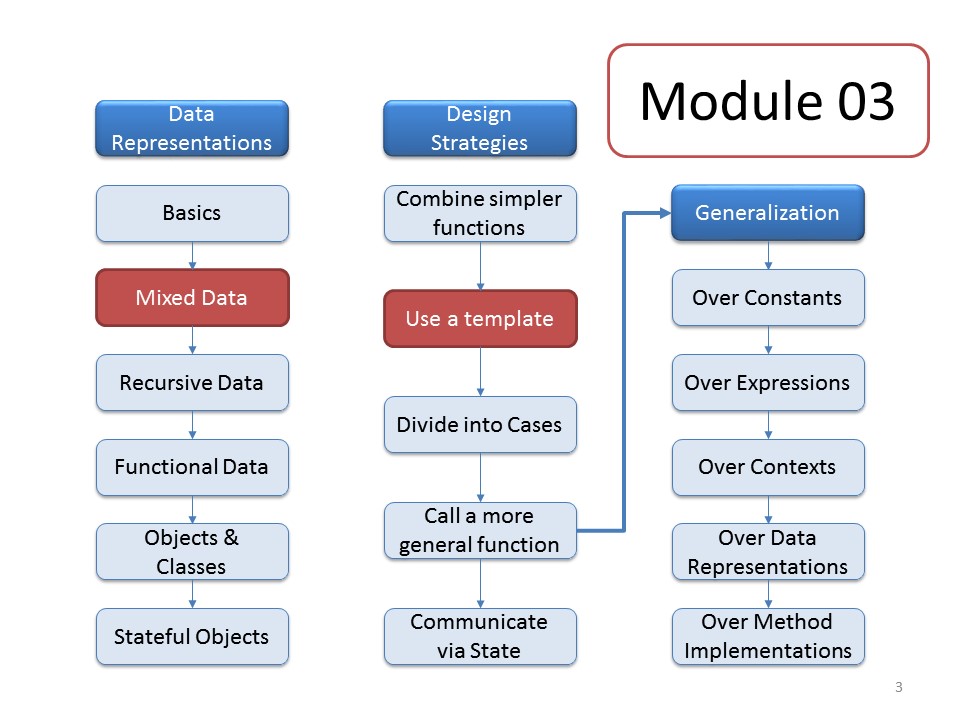 Module 03
Data
Representations
Basics
Mixed Data
Recursive Data
Functional Data
Objects &
Classes
Stateful Objects
Design
Strategies
Combine simpler
functions
Use a template
Divide into Cases
Call a more
general function
Communicate
via State
Generalization
Over Constants
Over Expressions
Over Contexts
Over Data
Representations
Over Method
Implementations
3